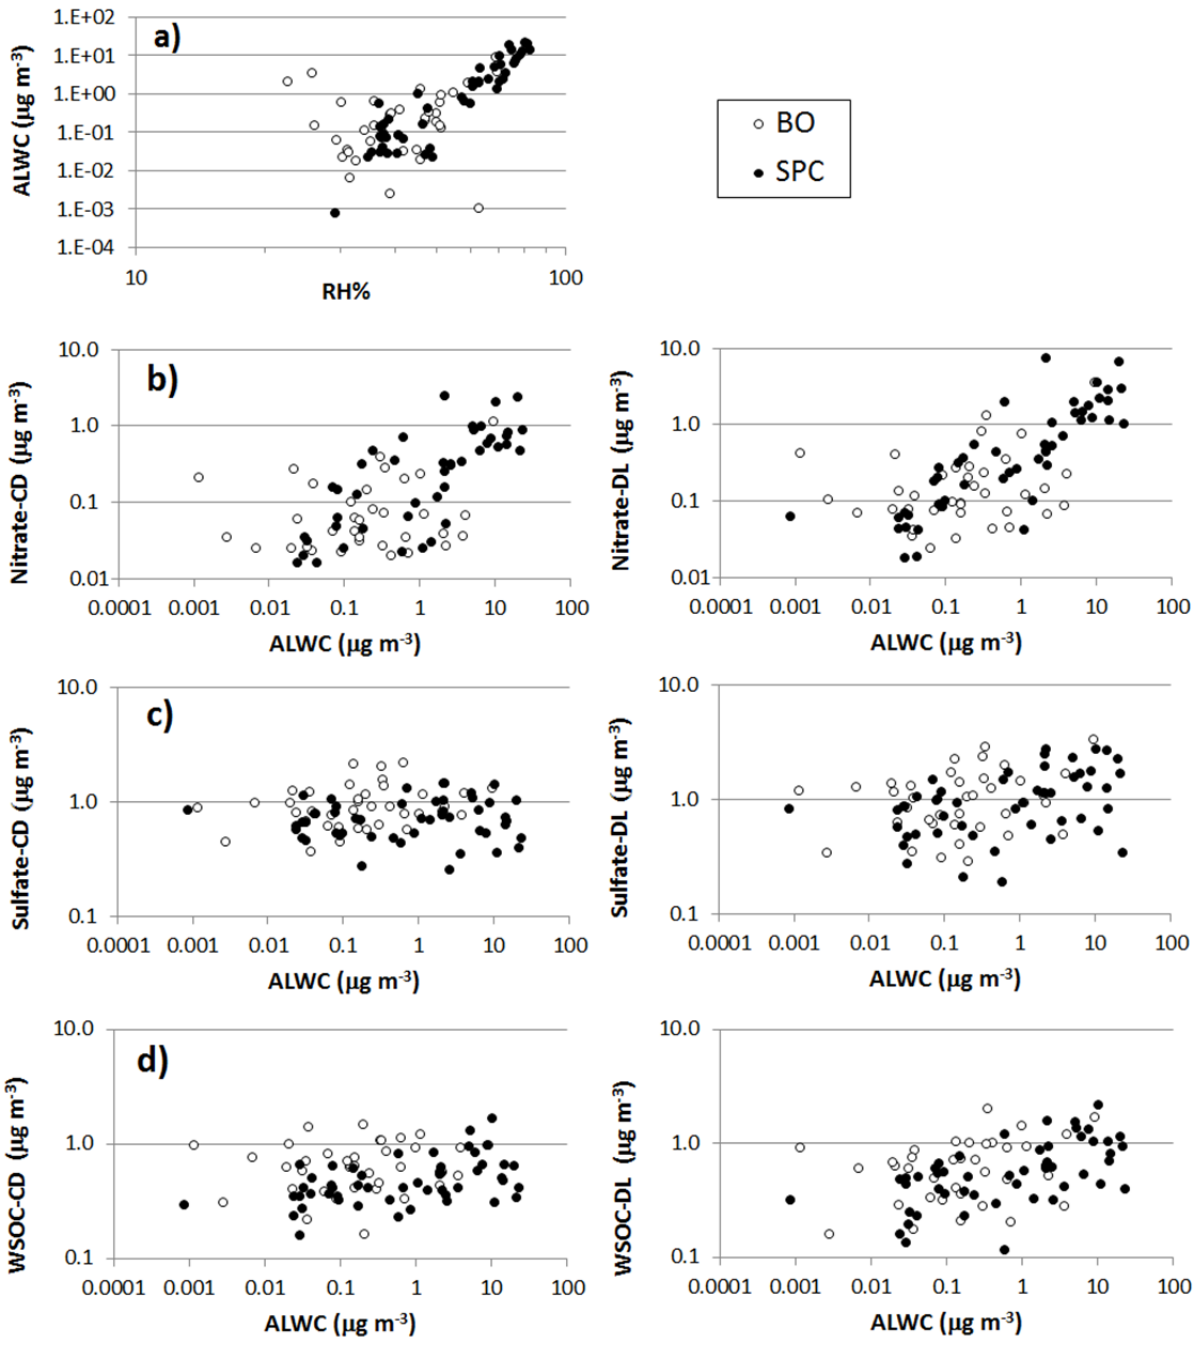 a)
1.E+02
1.E+01
1.E+00
1.E-01
1.E-02
1.E-03
1.E-04
ALWC (µg m-3)
10 100
RH%
BO
SPC
b)
10.0
1.0
0.1
0.01
Nitrate-CD (µg m-3)
0.0001 0.001 0.01 0.1 1 10 100
ALWC (µg m-3)
10.0
1.0
0.1
0.01
Nitrate-DL (µg m-3)
0.0001 0.001 0.01 0.1 1 10 100
ALWC (µg m-3)
c)
10.0
1.0
0.1
Sulfate-CD (µg m-3)
0.0001 0.001 0.01 0.1 1 10 100
ALWC (µg m-3)
10.0
1.0
0.1
Sulfate-DL (µg m-3)
0.0001 0.001 0.01 0.1 1 10 100
ALWC (µg m-3)
d)
10.0
1.0
0.1
WSOC-CD (µg m-3)
0.0001 0.001 0.01 0.1 1 10 100
ALWC (µg m-3)
10.0
1.0
0.1
WSOC-DL (µg m-3)
0.0001 0.001 0.01 0.1 1 10 100
ALWC (µg m-3)